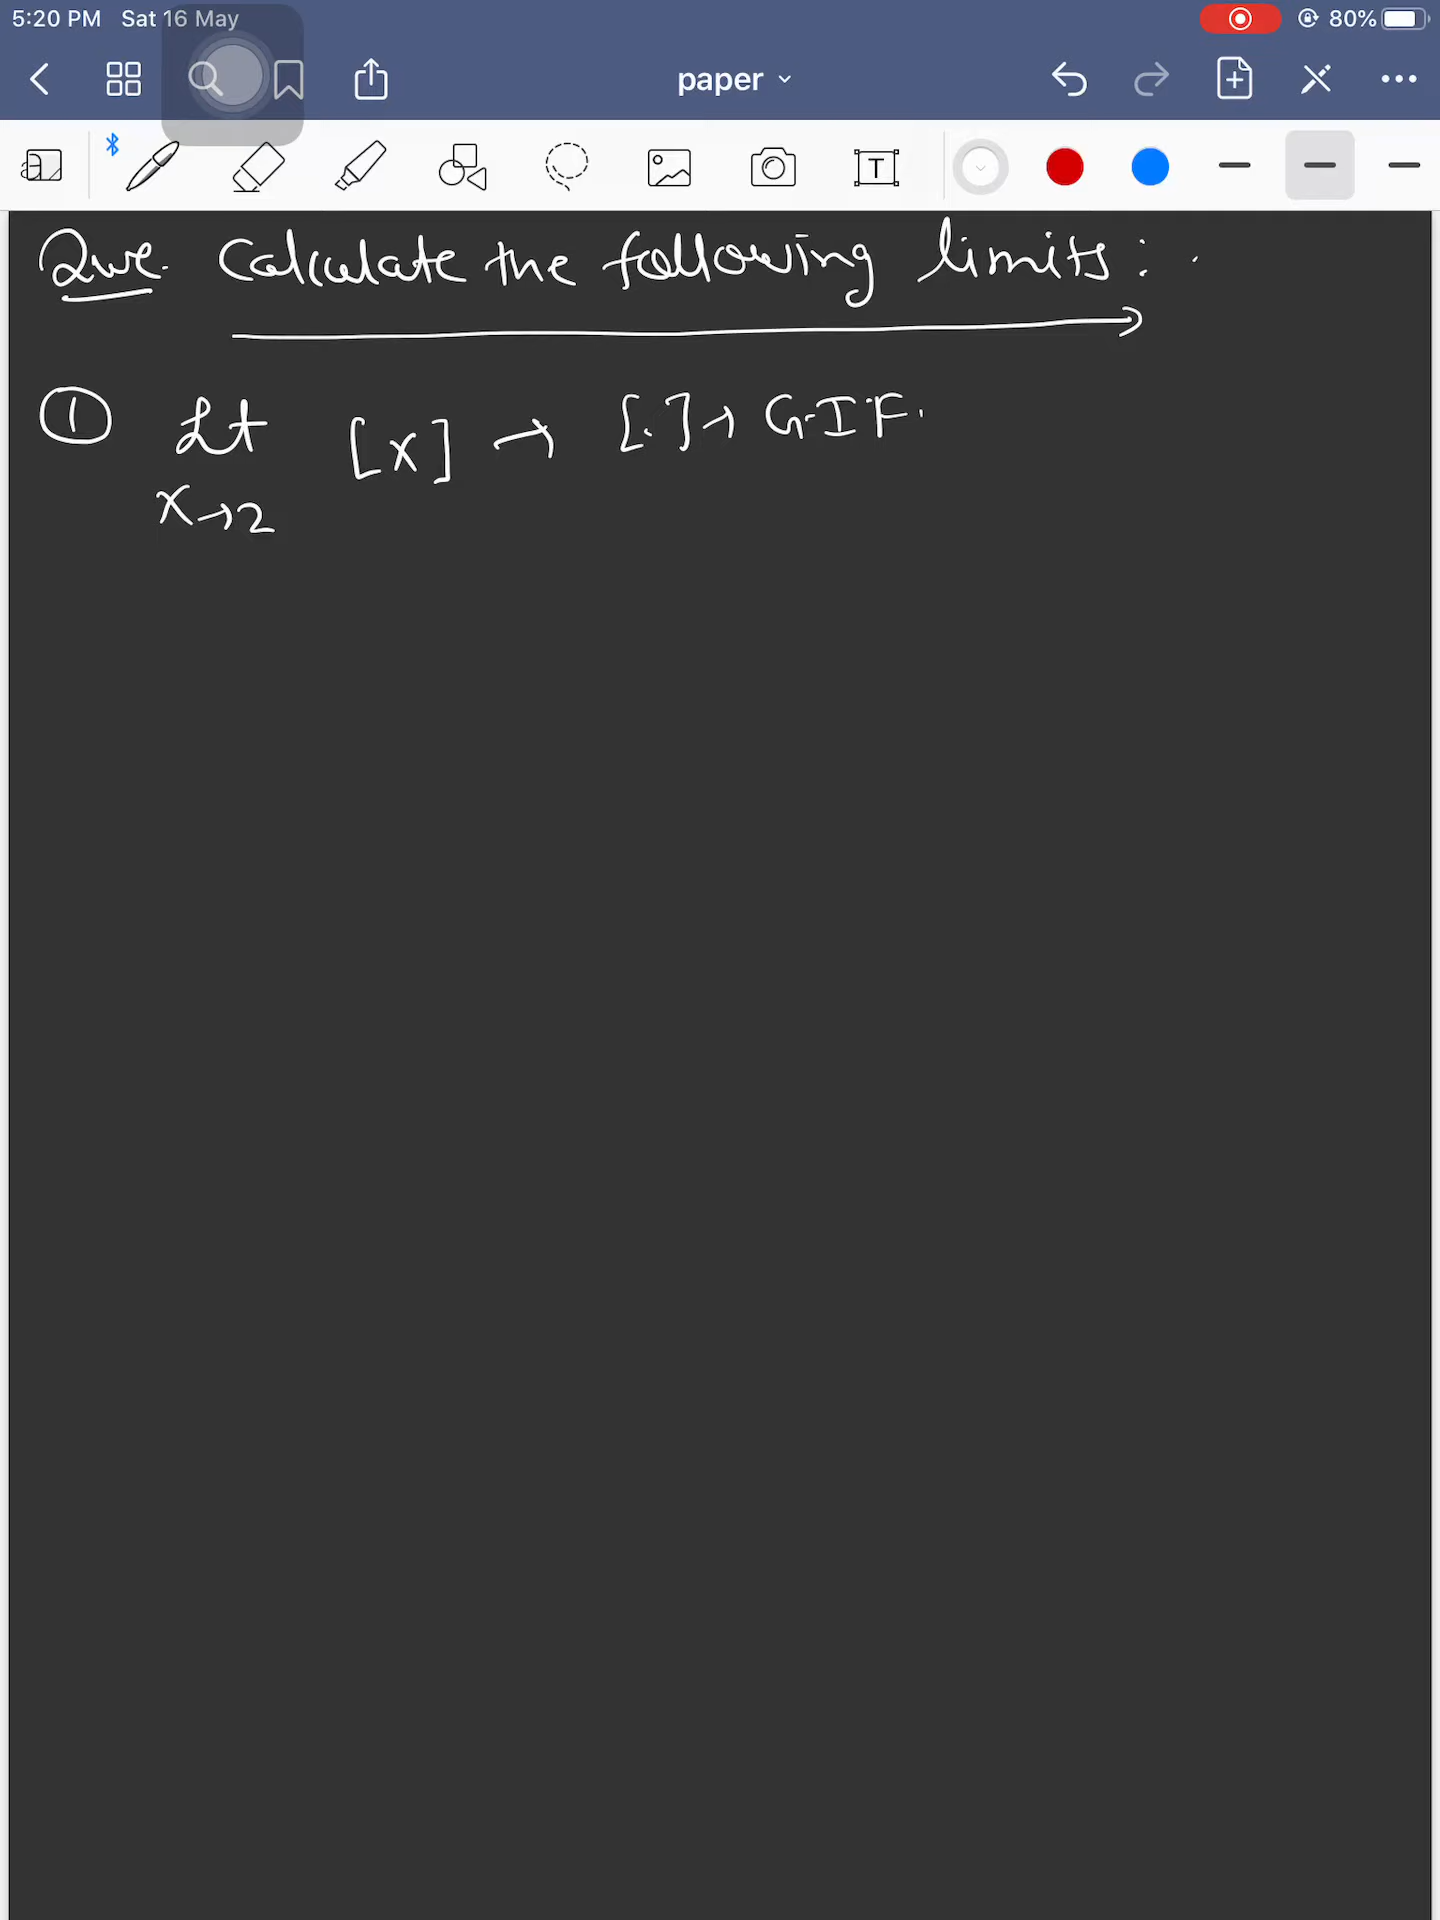 5:20 PM Sat 16 May 80%
paper
T
Que. Calculate the following limits:
① Lt [x] → [.] → G.I.F.
x→2